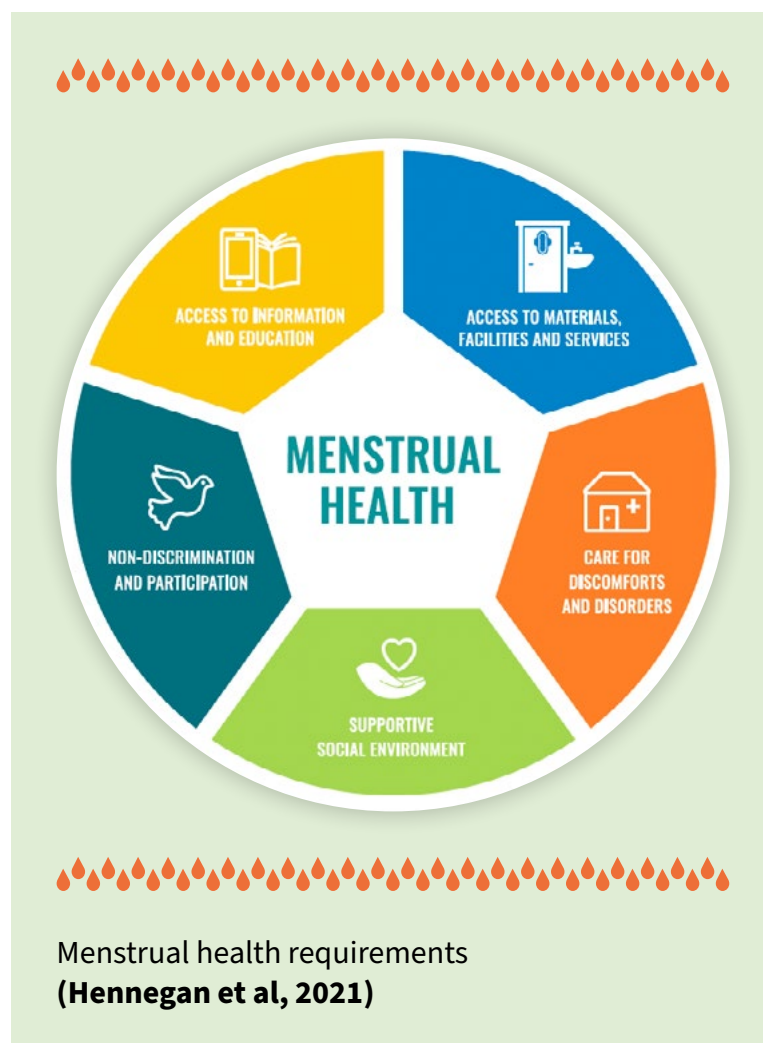 ACCESS TO INFORMATION
AND EDUCATION
ACCESS TO MATERIALS,
FACILITIES AND SERVICES
MENSTRUAL
HEALTH
NON-DISCRIMINATION
AND PARTICIPATION
CARE FOR
DISCOMFORTS
AND DISORDERS
SUPPORTIVE
SOCIAL ENVIRONMENT
Menstrual health requirements
(Hennegan et al, 2021)